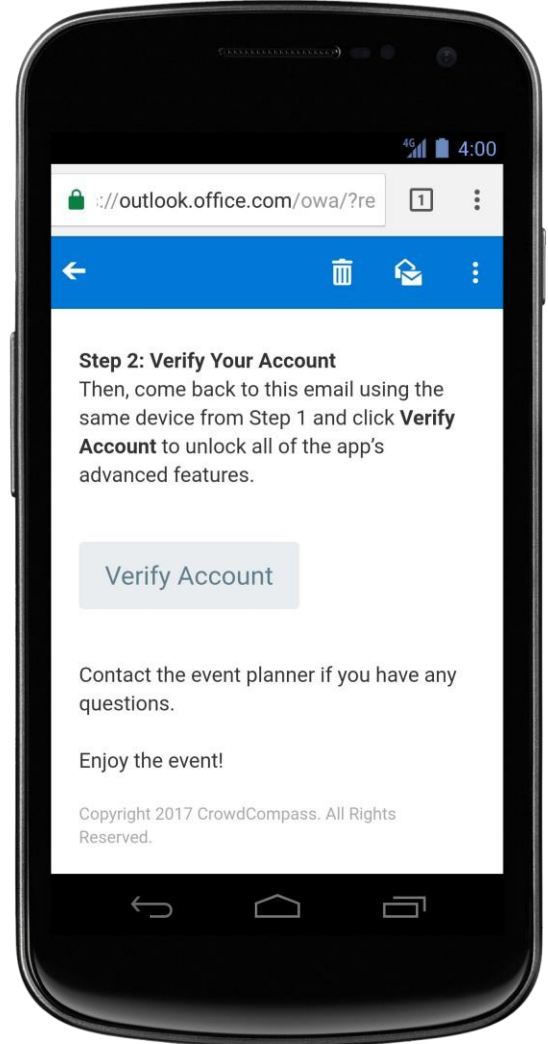 4G 4:00
://outlook.office.com/owa/?re 1
Step 2: Verify Your Account
Then, come back to this email using the
same device from Step 1 and click Verify
Account to unlock all of the app’s
advanced features.
Verify Account
Contact the event planner if you have any
questions.
Enjoy the event!
Copyright 2017 CrowdCompass. All Rights
Reserved.